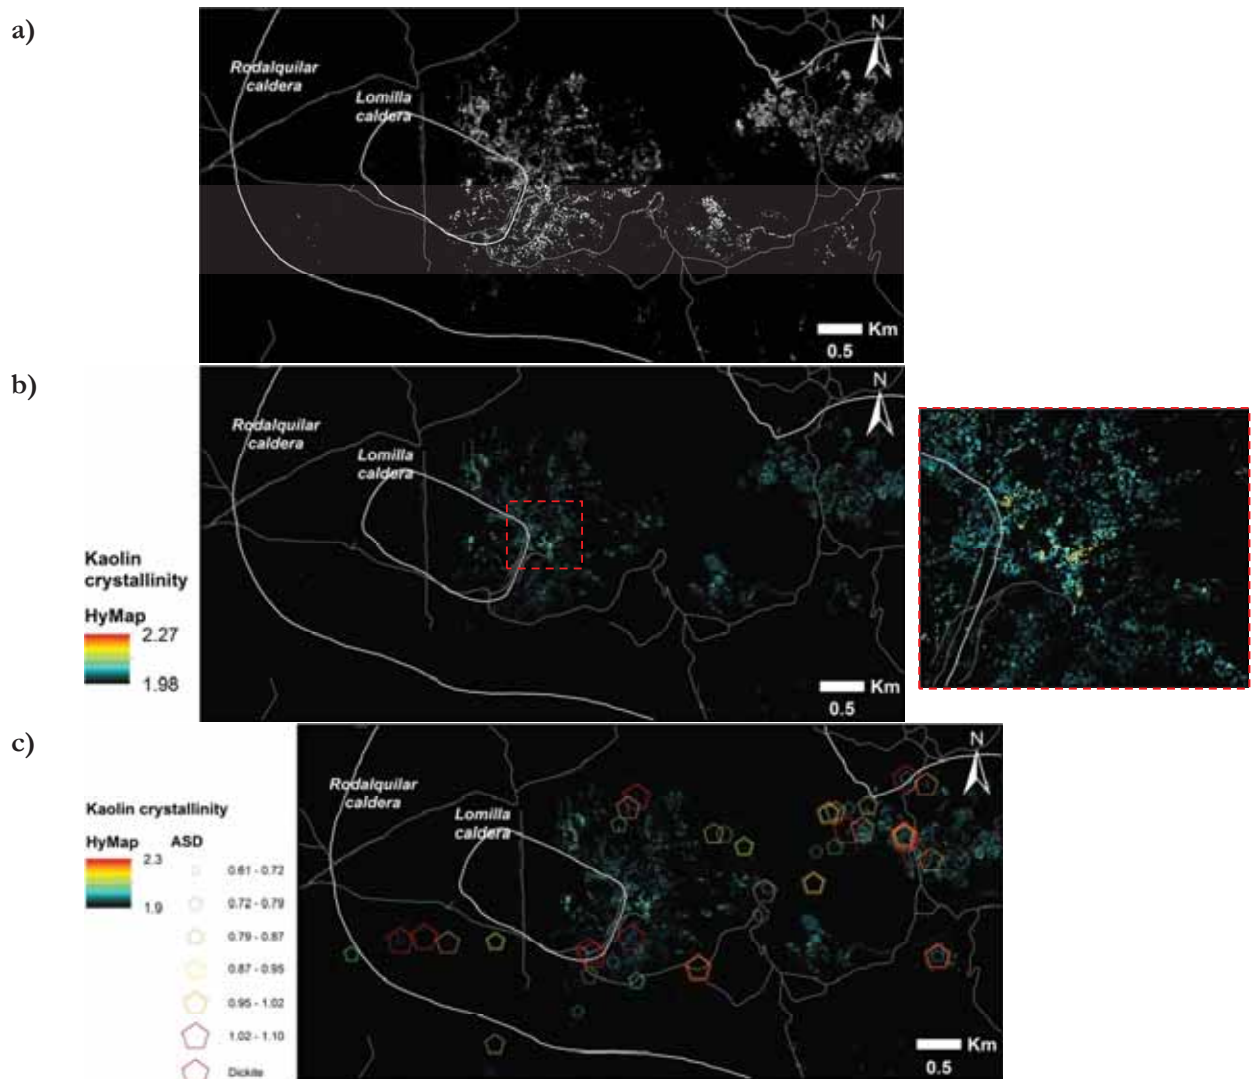 a)
N
Rodalquilar
caldera
Lomilla
caldera
Km
0.5
b)
N
Rodalquilar
caldera
Lomilla
caldera
Kaolin
crystallinity
HyMap
2.27
1.98
Km
0.5
c)
N
Rodalquilar
caldera
Lomilla
caldera
Kaolin crystallinity
HyMap ASD
2.3
1.9
0.61 - 0.72
0.72 - 0.79
0.79 - 0.87
0.87 - 0.95
0.95 - 1.02
1.02 - 1.10
Dickite
Km
0.5